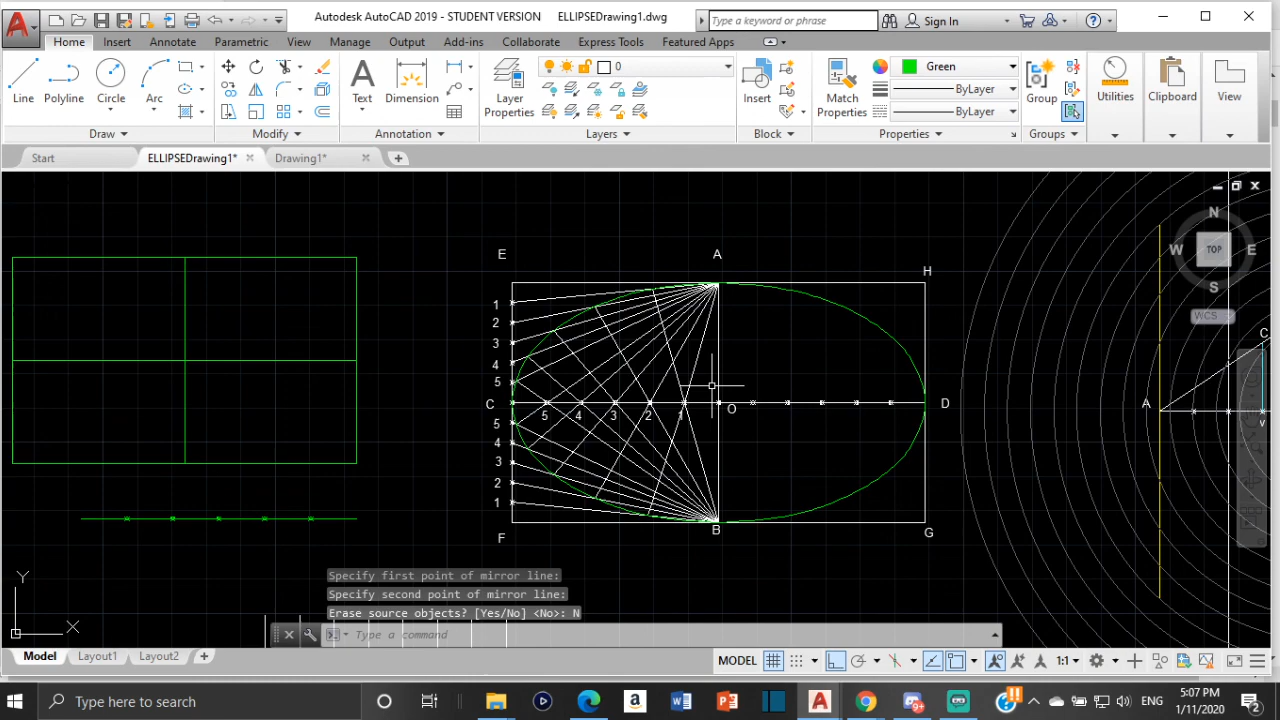 Autodesk AutoCAD 2019 - STUDENT VERSION ELLIPSEDrawing1.dwg
Type a keyword or phrase
Sign In
Home Insert Annotate Parametric View Manage Output Add-ins Collaborate Express Tools Featured Apps
Line Polyline Circle Arc
Text Dimension
Layer Properties
0
Insert
Match Properties
Green
ByLayer
ByLayer
Group
Utilities
Clipboard
View
Draw Modify Annotation Layers Block Properties Groups
Start ELLIPSEDrawing1* Drawing1*
N
W TOP E
S
WCS
E A H
1
2
3
4
5
C 5 4 3 2 1 O D
5
4
3
2
1
F B G
C
A
v
Y
X
Specify first point of mirror line:
Specify second point of mirror line:
Erase source objects? [Yes/No] <No>: N
Type a command
Model Layout1 Layout2
MODEL 1:1
Type here to search
9+
ENG
5:07 PM
1/11/2020
2